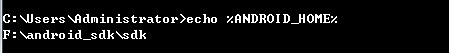 C:\Users\Administrator>echo %ANDROID_HOME%
F:\android_sdk\sdk